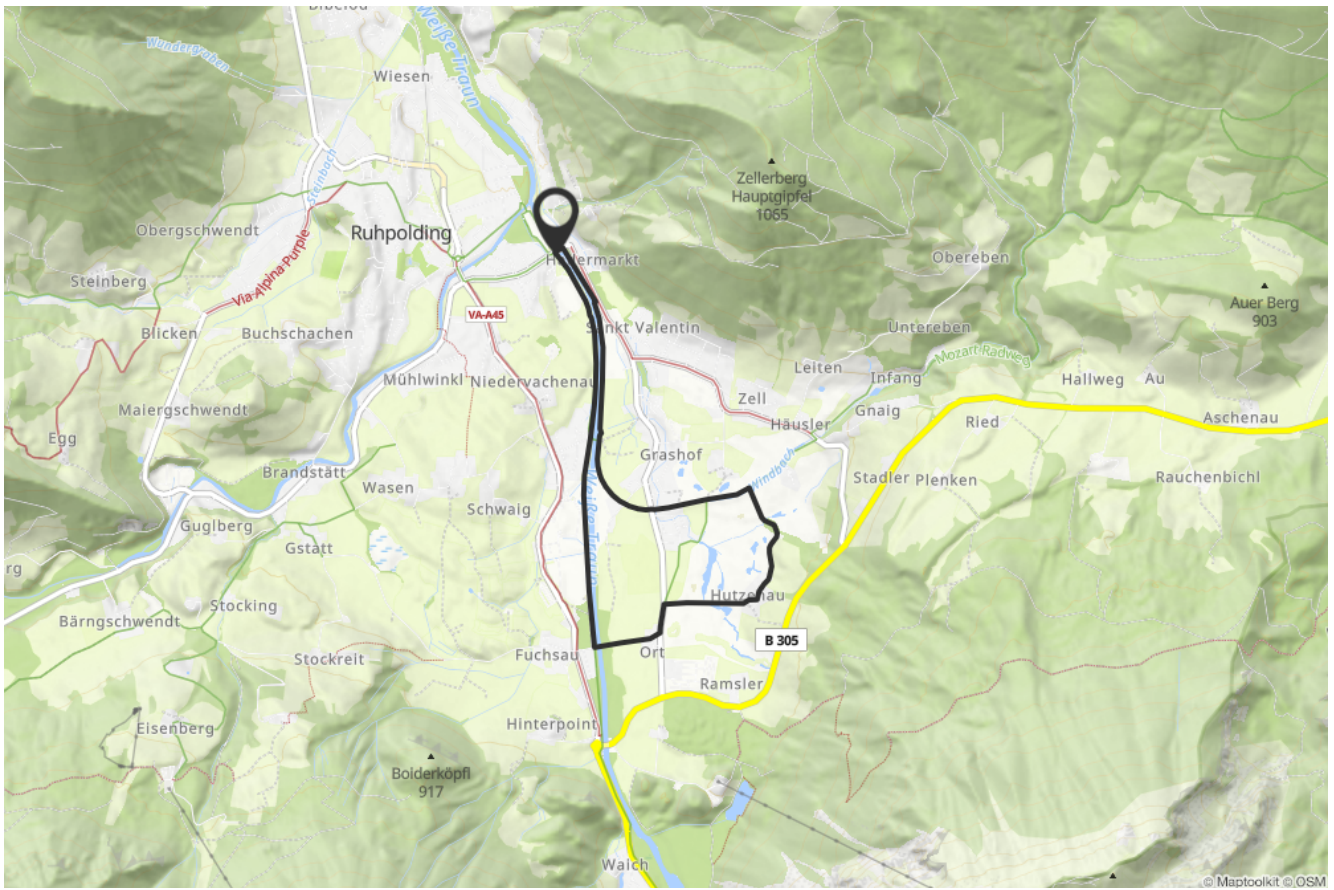 Weiße Traun
Wundergraben
Wiesen
Steinbach
Zellerberg
Hauptgipfel
1065
Obergschwendt
Ruhpolding
Obereben
Steinberg
Via Alpina Purple
Auer Berg
903
VA-A45
Blicken
Buchschachen
Sankt Valentin
Untereben
Mozart Radweg
Leiten
Infang
Hallweg
Au
Mühlwinkl
Niedervachenau
Zell
Gnaig
Maiergschwendt
Häusler
Ried
Aschenau
Egg
Grashof
Windbach
Brandstätt
Wasen
Stadler
Plenken
Rauchenbichl
Schwaig
Weiße Traun
Guglberg
Gstatt
Stocking
Hutzenau
Bärngschwendt
B 305
Fuchsau
Ort
Stockreit
Ramsler
Eisenberg
Hinterpoint
Boiderköpfl
917
Waich
© Maptoolkit © OSM